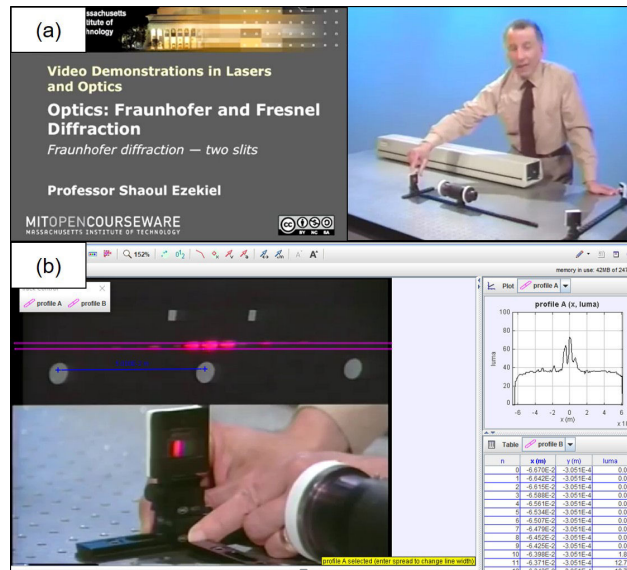 (a)
ssachusetts
itute of
hnology
Video Demonstrations in Lasers
and Optics
Optics: Fraunhofer and Fresnel
Diffraction
Fraunhofer diffraction — two slits
Professor Shaoul Ezekiel
MITOPENCOURSEWARE
MASSACHUSETTS INSTITUTE OF TECHNOLOGY
BY NC SA
(b)
152%
memory in use: 42MB of 247
profile A profile B
Plot profile A
profile A (x, luma)
luma
100
80
60
40
20
0
-6 -4 -2 0 2 4 6
x (m)
Table profile B
n x (m) y (m) luma
0 -6.670E-2 -3.051E-4 0.0
1 -6.642E-2 -3.051E-4 0.0
2 -6.615E-2 -3.051E-4 0.0
3 -6.588E-2 -3.051E-4 0.0
4 -6.561E-2 -3.051E-4 0.0
5 -6.534E-2 -3.051E-4 0.0
6 -6.507E-2 -3.051E-4 0.0
7 -6.479E-2 -3.051E-4 0.0
8 -6.452E-2 -3.051E-4 0.0
9 -6.425E-2 -3.051E-4 0.0
10 -6.398E-2 -3.051E-4 1.8
11 -6.371E-2 -3.051E-4 12.7
profile A selected (enter spread to change line width)